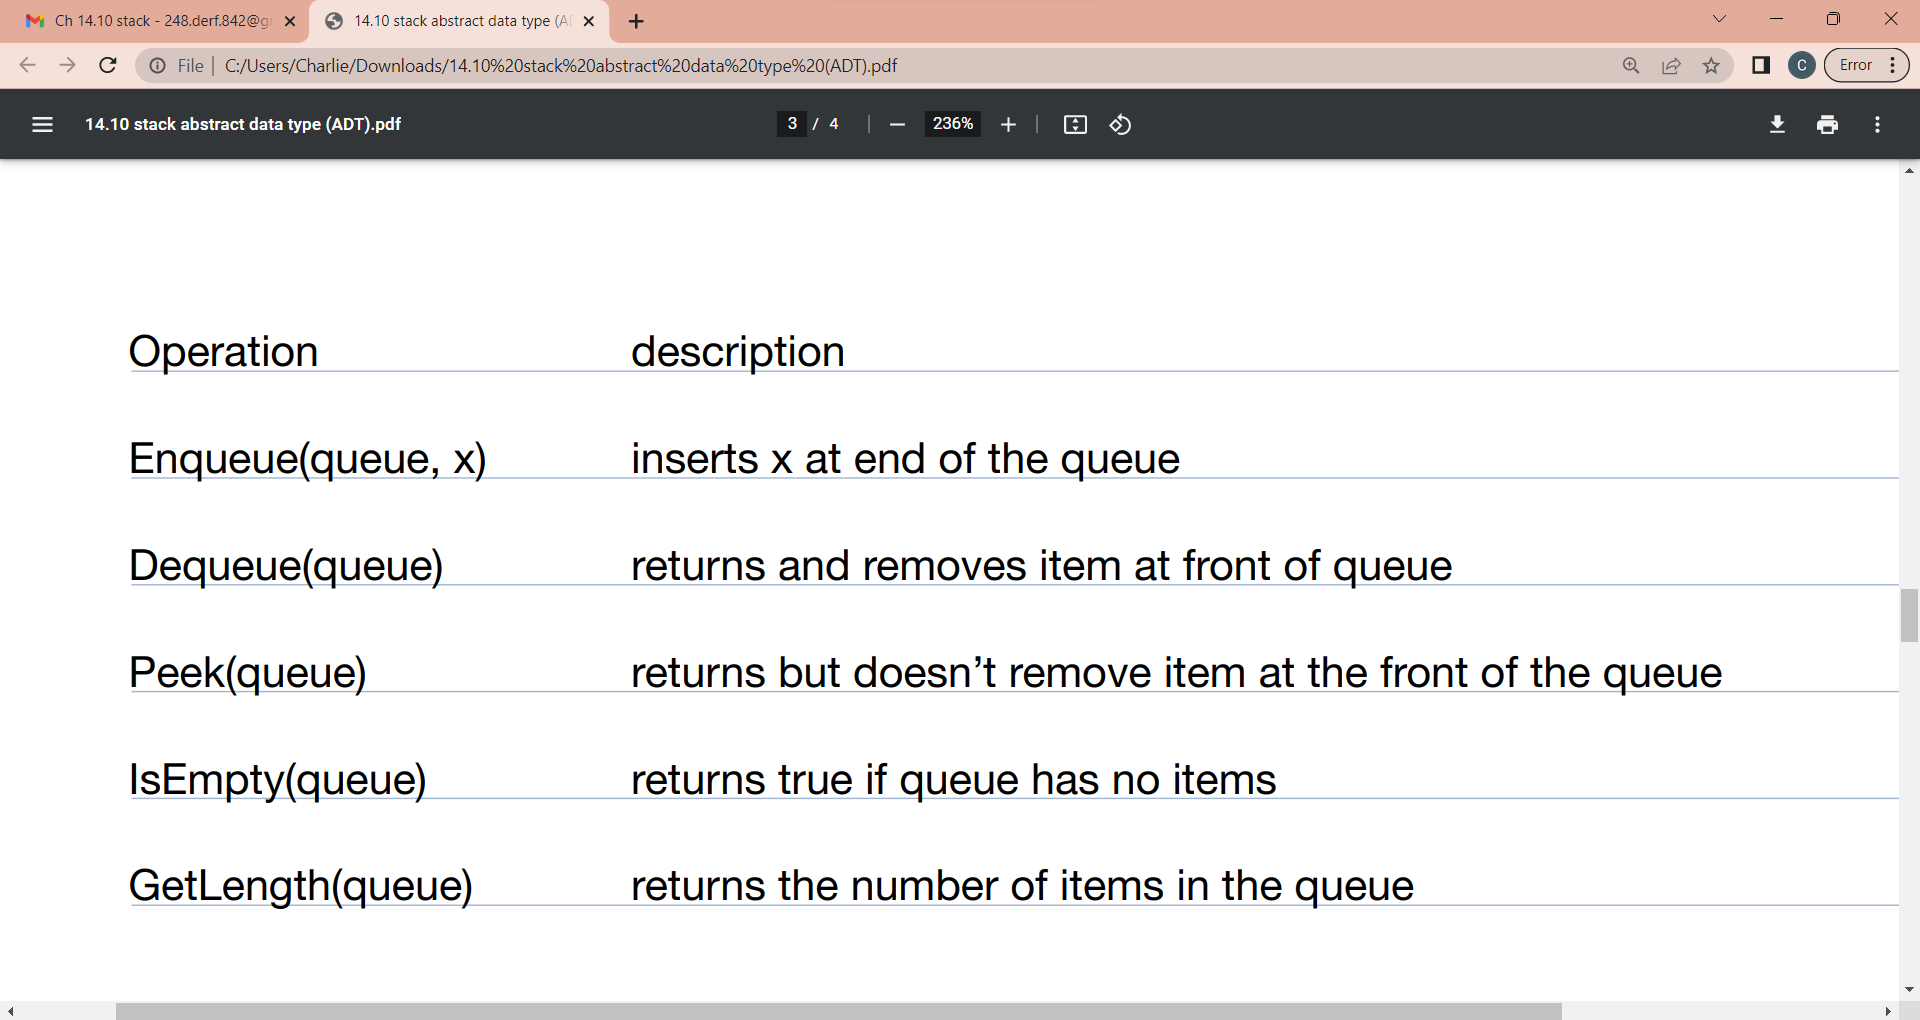 Ch 14.10 stack - 248.derf.842@g
14.10 stack abstract data type (A
File
C:/Users/Charlie/Downloads/14.10%20stack%20abstract%20data%20type%20(ADT).pdf
C
Error
14.10 stack abstract data type (ADT).pdf
3 / 4
236%
Operation description
Enqueue(queue, x) inserts x at end of the queue
Dequeue(queue) returns and removes item at front of queue
Peek(queue) returns but doesn’t remove item at the front of the queue
IsEmpty(queue) returns true if queue has no items
GetLength(queue) returns the number of items in the queue